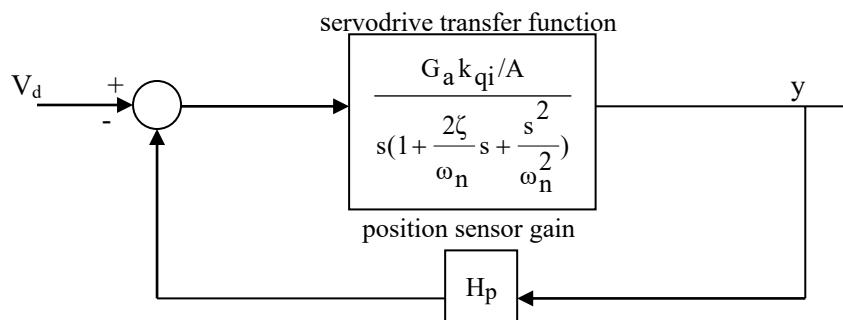 servodrive transfer function
V_d
+
-
G_a k_qi /A
s(1+ 2ζ/ω_n s+ s^2/ω_n^2)
y
position sensor gain
H_p